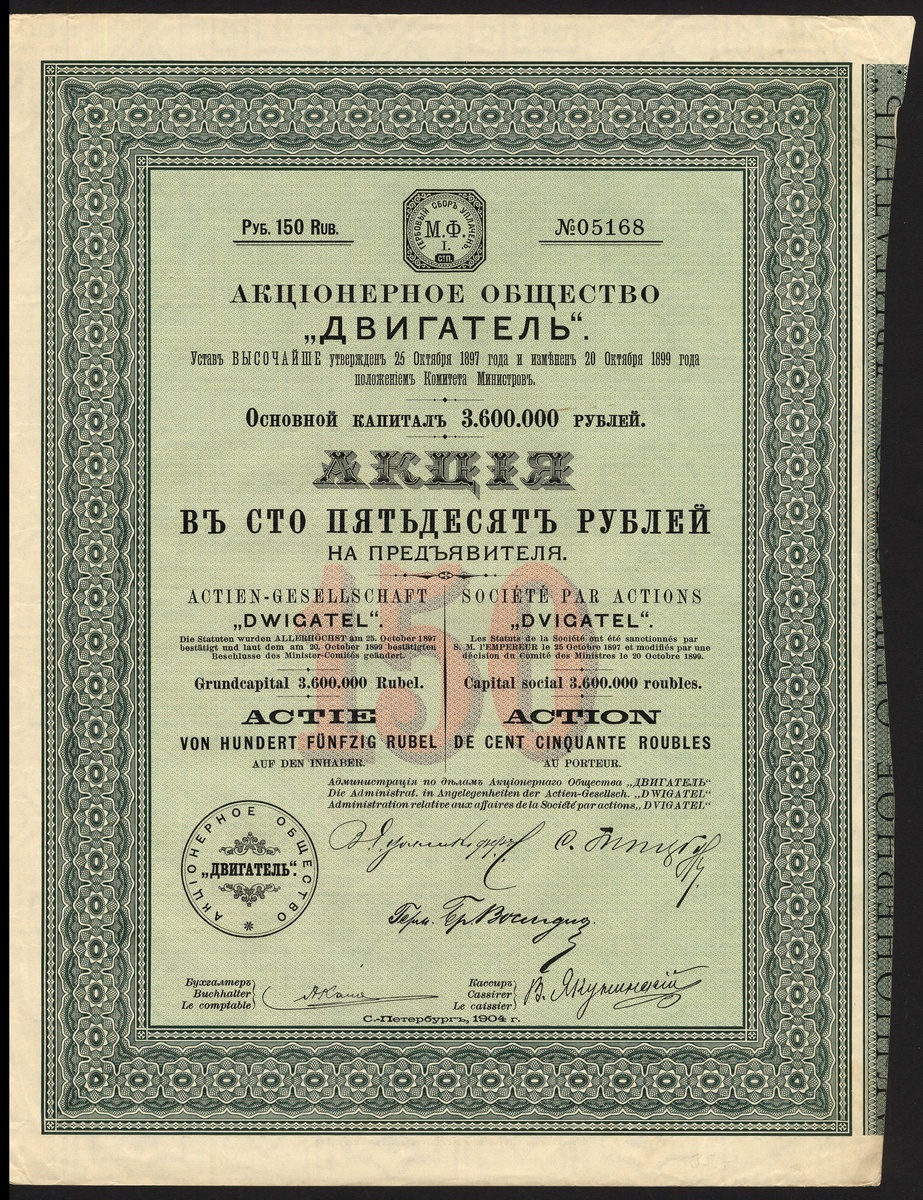 Руб. 150 Rub.
ГЕРБОВЫЙ СБОРЪ УПЛАЧЕНЪ.
М.Ф.
I.
СТП.
№05168
АКЦІОНЕРНОЕ ОБЩЕСТВО
„ДВИГАТЕЛЬ“.
Уставъ ВЫСОЧАЙШЕ утвержденъ 25 Октября 1897 года и измѣненъ 20 Октября 1899 года
положеніемъ Комитета Министровъ.
Основной капиталъ 3.600.000 рублей.
АКЦІЯ
ВЪ СТО ПЯТЬДЕСЯТЪ РУБЛЕЙ
НА ПРЕДЪЯВИТЕЛЯ.
150
ACTIEN-GESELLSCHAFT
„DWIGATEL“.
Die Statuten wurden ALLERHÖCHST am 25. October 1897
bestätigt und laut dem am 20. October 1899 bestätigten
Beschlusse des Minister-Comités geändert.
Grundcapital 3.600.000 Rubel.
ACTIE
VON HUNDERT FÜNFZIG RUBEL
AUF DEN INHABER.
SOCIÉTÉ PAR ACTIONS
„DVIGATEL“.
Les Statuts de la Société ont été sanctionnés par
S. M. l'EMPEREUR le 25 Octobre 1897 et modifiés par une
décision du Comité des Ministres le 20 Octobre 1899.
Capital social 3.600.000 roubles.
ACTION
DE CENT CINQUANTE ROUBLES
AU PORTEUR.
Администрація по дѣламъ Акціонернаго Общества „ДВИГАТЕЛЬ“
Die Administrat. in Angelegenheiten der Actien-Gesellsch. „DWIGATEL“
Administration relative aux affaires de la Société par actions „DVIGATEL“
АКЦІОНЕРНОЕ ОБЩЕСТВО
„ДВИГАТЕЛЬ“.
Бухгалтеръ
Buchhalter
Le comptable
Кассиръ
Cassirer
Le caissier
В. Якунинскій
С.-Петербургъ, 1904 г.